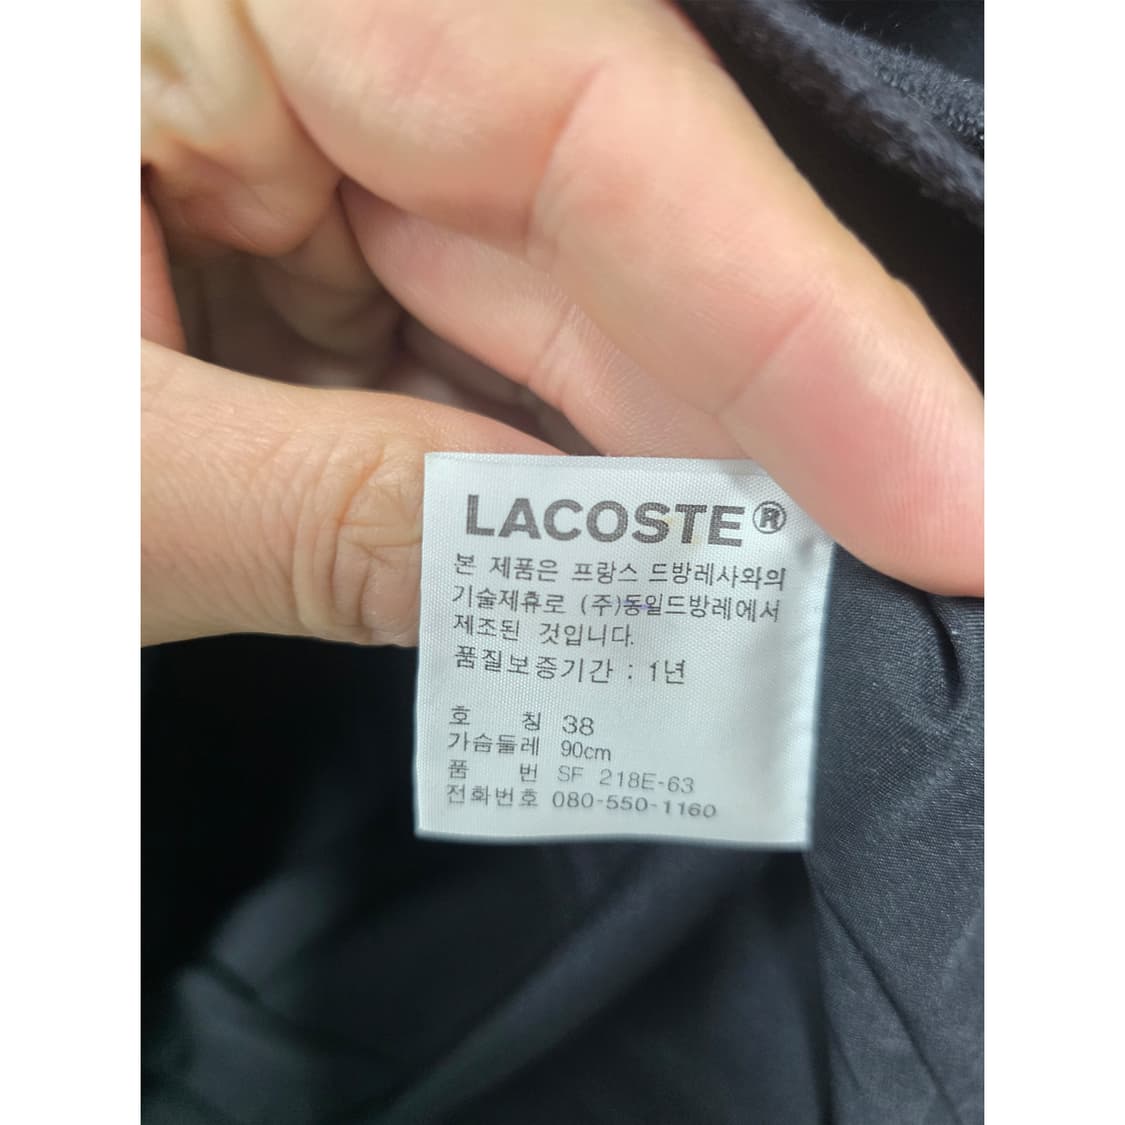 LACOSTE®
본 제품은 프랑스 드방레사와의
기술제휴로 (주)동일드방레에서
제조된 것입니다.
품질보증기간 : 1년
호 칭 38
가슴둘레 90cm
품 번 SF 218E-63
전화번호 080-550-1160